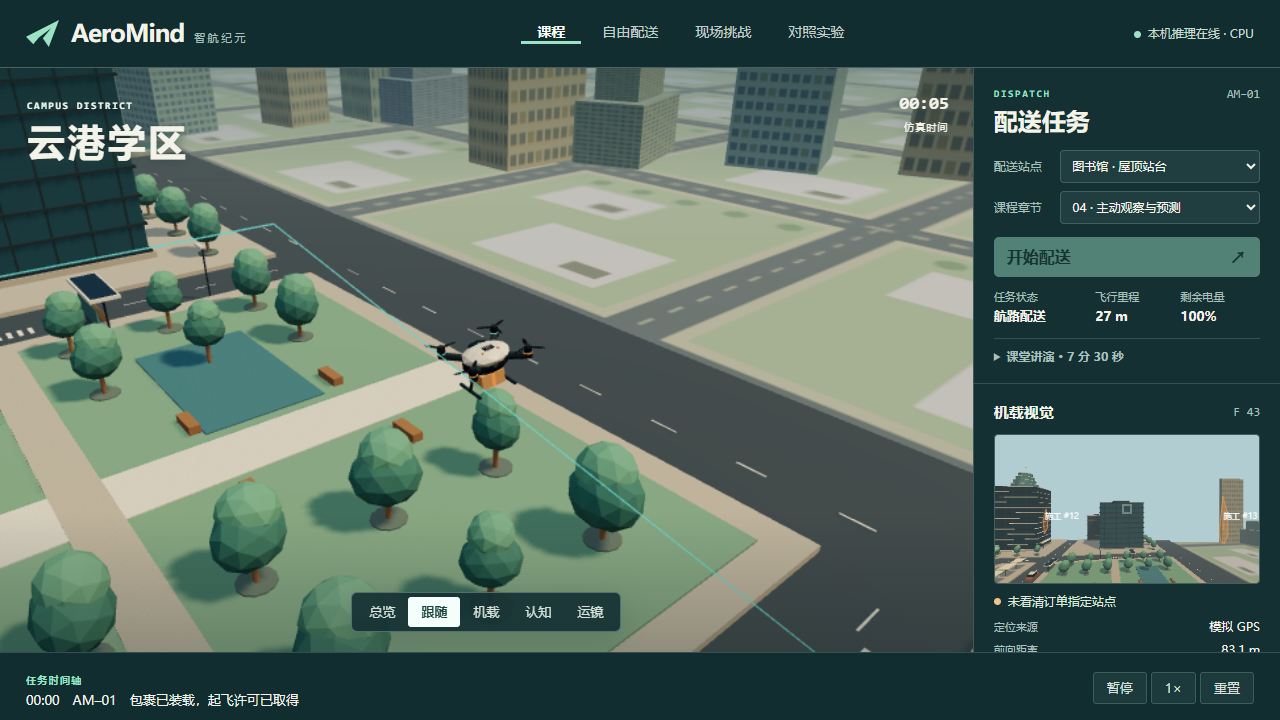 AeroMind 智航纪元
课程 自由配送 现场挑战 对照实验
本机推理在线 · CPU
CAMPUS DISTRICT
云港学区
00:05
仿真时间
总览 跟随 机载 认知 运镜
DISPATCH AM-01
配送任务
配送站点 图书馆 · 屋顶站台
课程章节 04 · 主动观察与预测
开始配送 ↗
任务状态 飞行里程 剩余电量
航路配送 27 m 100%
课堂讲演 • 7 分 30 秒
机载视觉 F 43
施工 #12 施工 #13
未看清订单指定站点
定位来源 模拟 GPS
前向距离 83.1 m
任务时间轴
00:00 AM-01 包裹已装载，起飞许可已取得
暂停 1× 重置